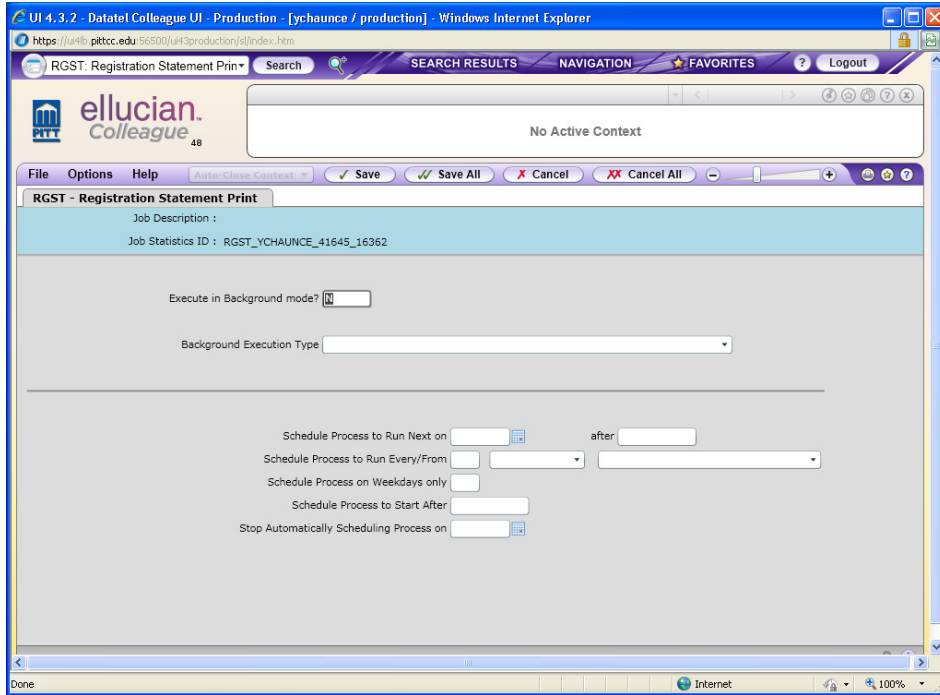 UI 4.3.2 - Datatel Colleague UI - Production - [ychaunce / production] - Windows Internet Explorer
https://ui4lb.pittcc.edu:56500/ui43production/sl/index.htm
RGST: Registration Statement Prin Search SEARCH RESULTS NAVIGATION FAVORITES ? Logout
PITT ellucian. Colleague 48
No Active Context
File Options Help Auto-Close Context Save Save All Cancel Cancel All
RGST - Registration Statement Print
Job Description :
Job Statistics ID : RGST_YCHAUNCE_41645_16362
Execute in Background mode? N
Background Execution Type
Schedule Process to Run Next on after
Schedule Process to Run Every/From
Schedule Process on Weekdays only
Schedule Process to Start After
Stop Automatically Scheduling Process on
Done Internet 100%